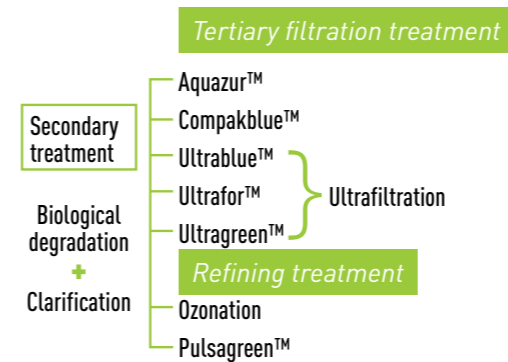 Tertiary filtration treatment
Aquazur™
Compakblue™
Secondary
treatment
Ultrablue™
Ultrafor™
Ultrafiltration
Ultragreen™
Biological
degradation
+
Clarification
Refining treatment
Ozonation
Pulsagreen™